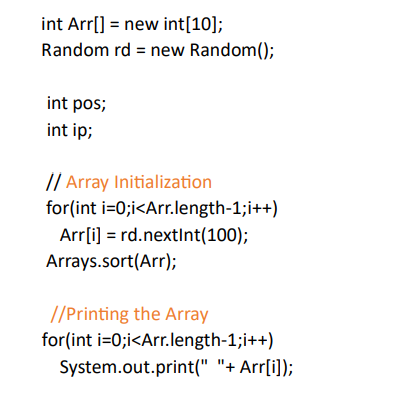 int Arr[] = new int[10];
Random rd = new Random();
int pos;
int ip;
// Array Initialization
for(int i=0;i<Arr.length-1;i++)
Arr[i] = rd.nextInt(100);
Arrays.sort(Arr);
//Printing the Array
for(int i=0;i<Arr.length-1;i++)
System.out.print("  "+ Arr[i]);